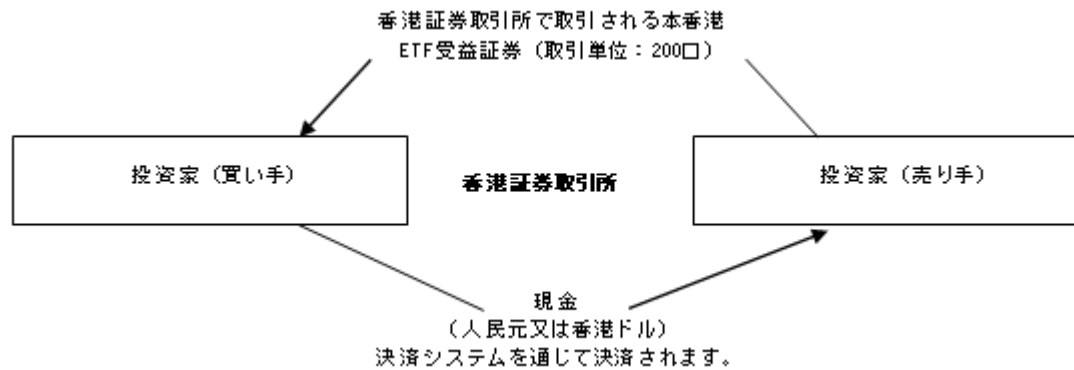 香港証券取引所で取引される本香港
ETF受益証券（取引単位：200口）
投資家（買い手）
香港証券取引所
投資家（売り手）
現金
（人民元又は香港ドル）
決済システムを通じて決済されます。